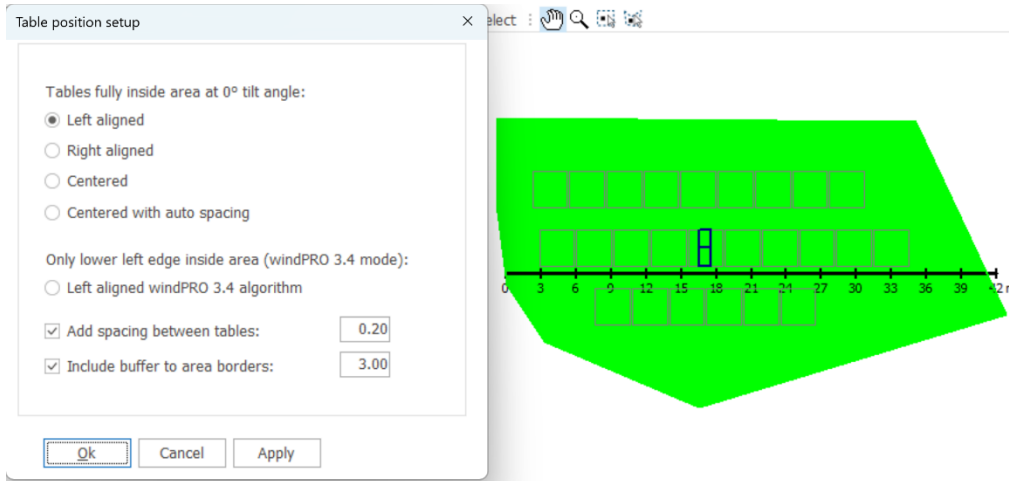 Table position setup
elect
Tables fully inside area at 0° tilt angle:
Left aligned
Right aligned
Centered
Centered with auto spacing
Only lower left edge inside area (windPRO 3.4 mode):
Left aligned windPRO 3.4 algorithm
Add spacing between tables: 0.20
Include buffer to area borders: 3.00
Ok Cancel Apply
0 3 6 9 12 15 18 21 24 27 30 33 36 39 42 m